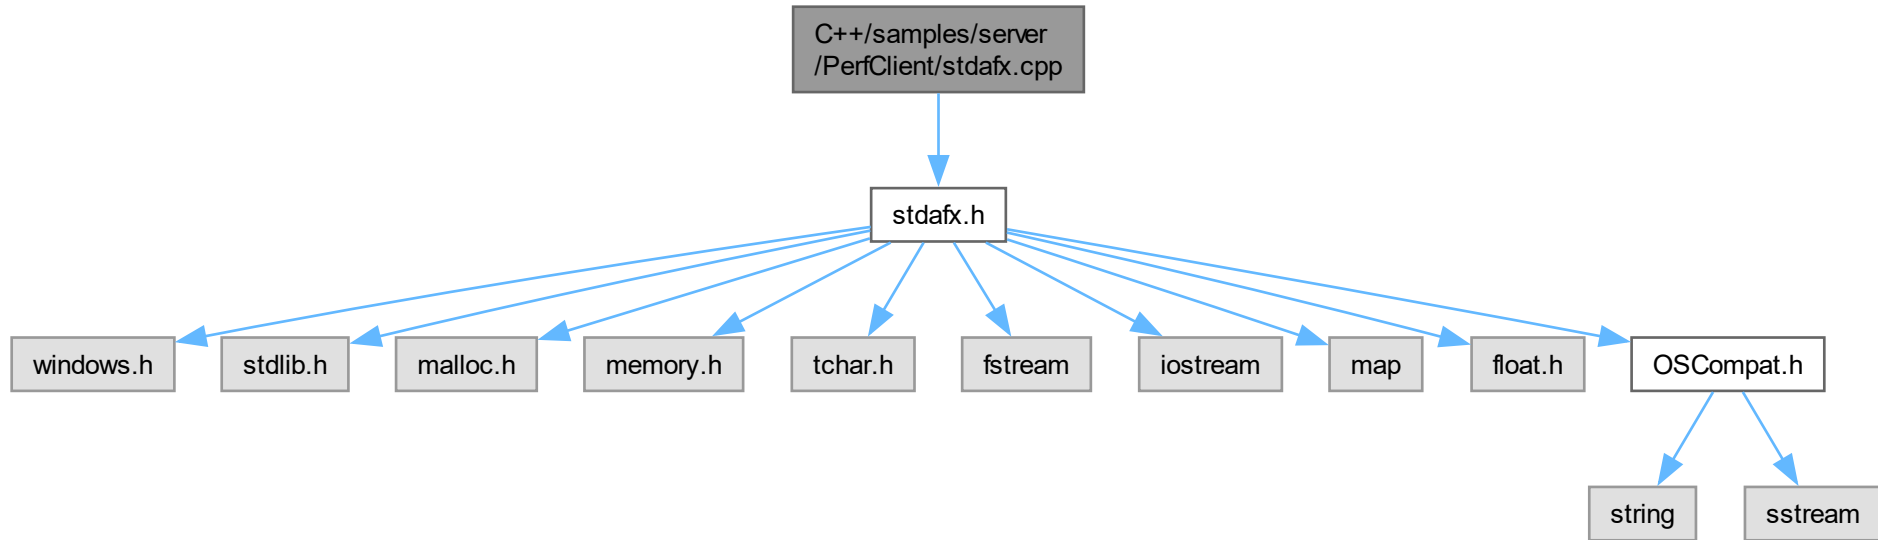 C++/samples/server
/PerfClient/stdafx.cpp
stdafx.h
windows.h
stdlib.h
malloc.h
memory.h
tchar.h
fstream
iostream
map
float.h
OSCompat.h
string
sstream